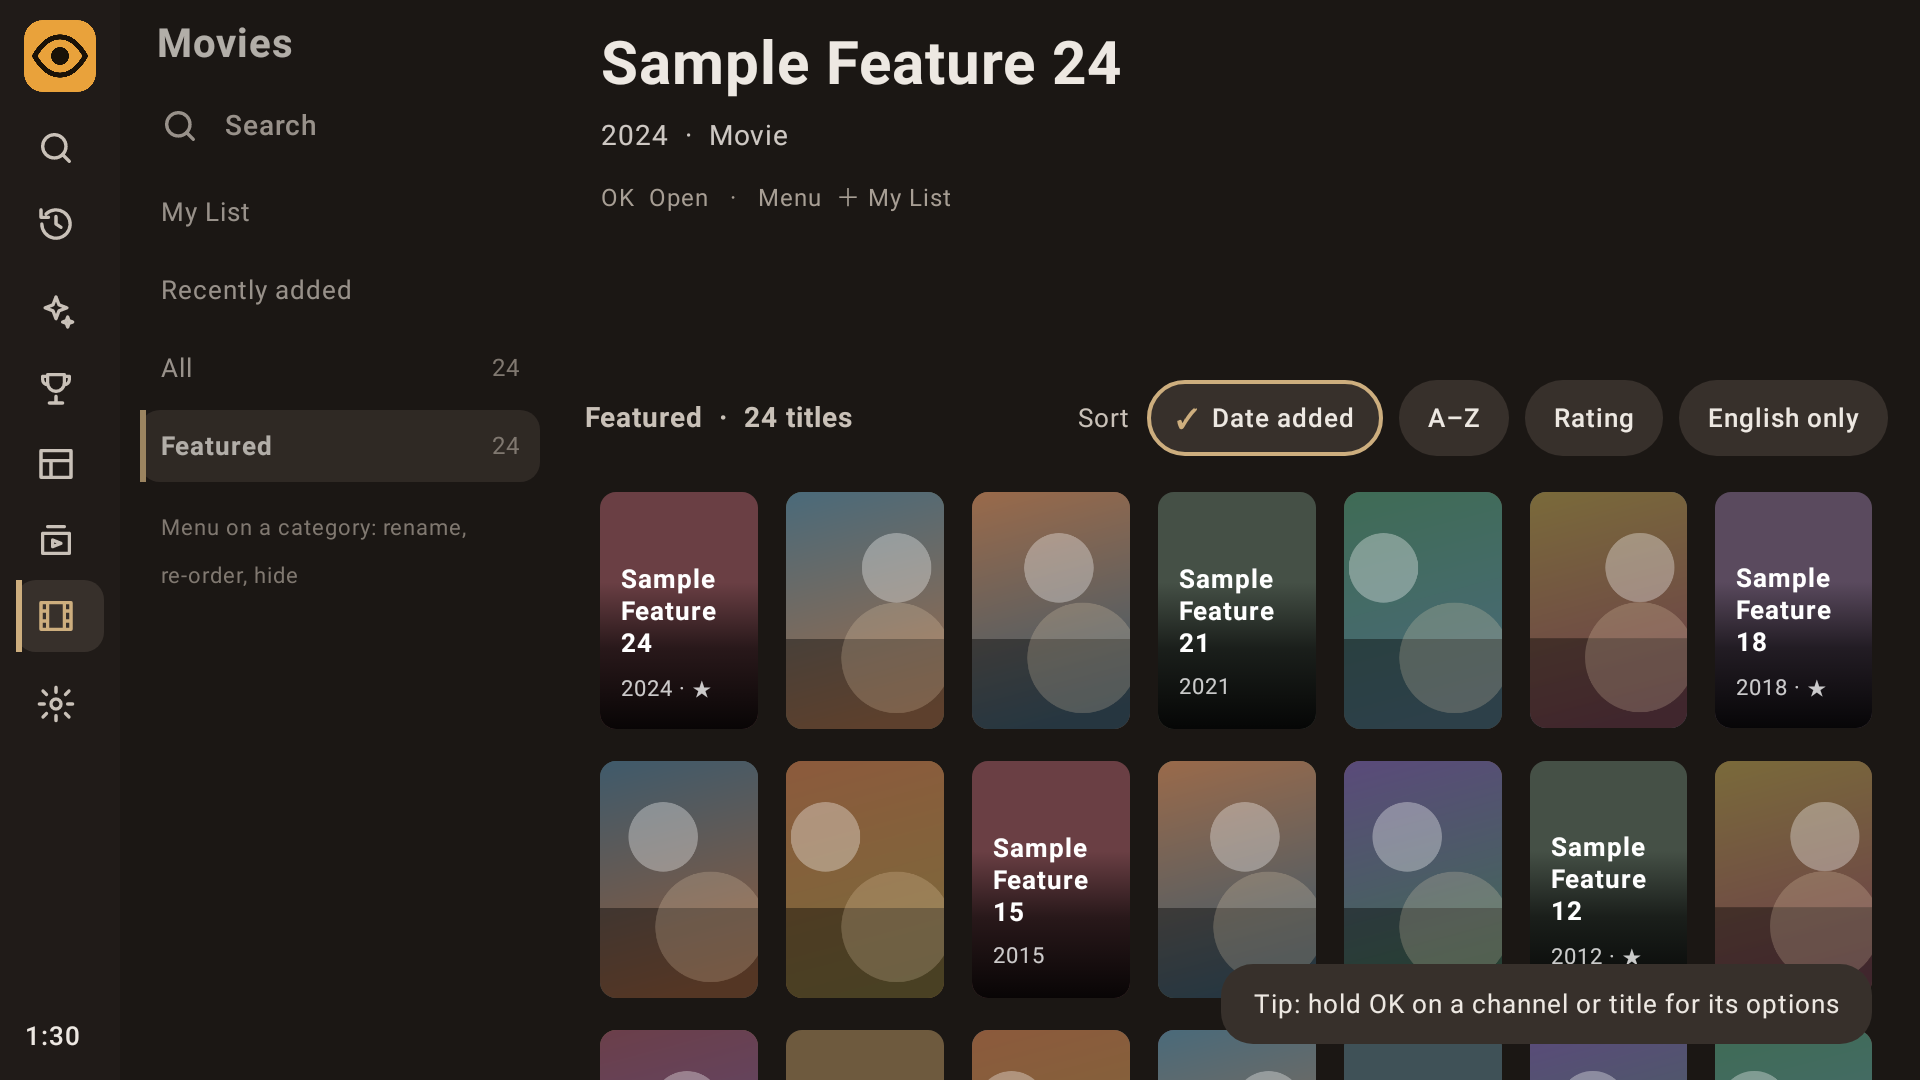 Movies
Search
My List
Recently added
All 24
Featured 24
Menu on a category: rename,
re-order, hide
1:30
Sample Feature 24
2024 · Movie
OK Open · Menu + My List
Featured · 24 titles
Sort ✓ Date added A–Z Rating English only
Sample
Feature
24
2024 · ★
Sample
Feature
21
2021
Sample
Feature
18
2018 · ★
Sample
Feature
15
2015
Sample
Feature
12
2012 · ★
Tip: hold OK on a channel or title for its options